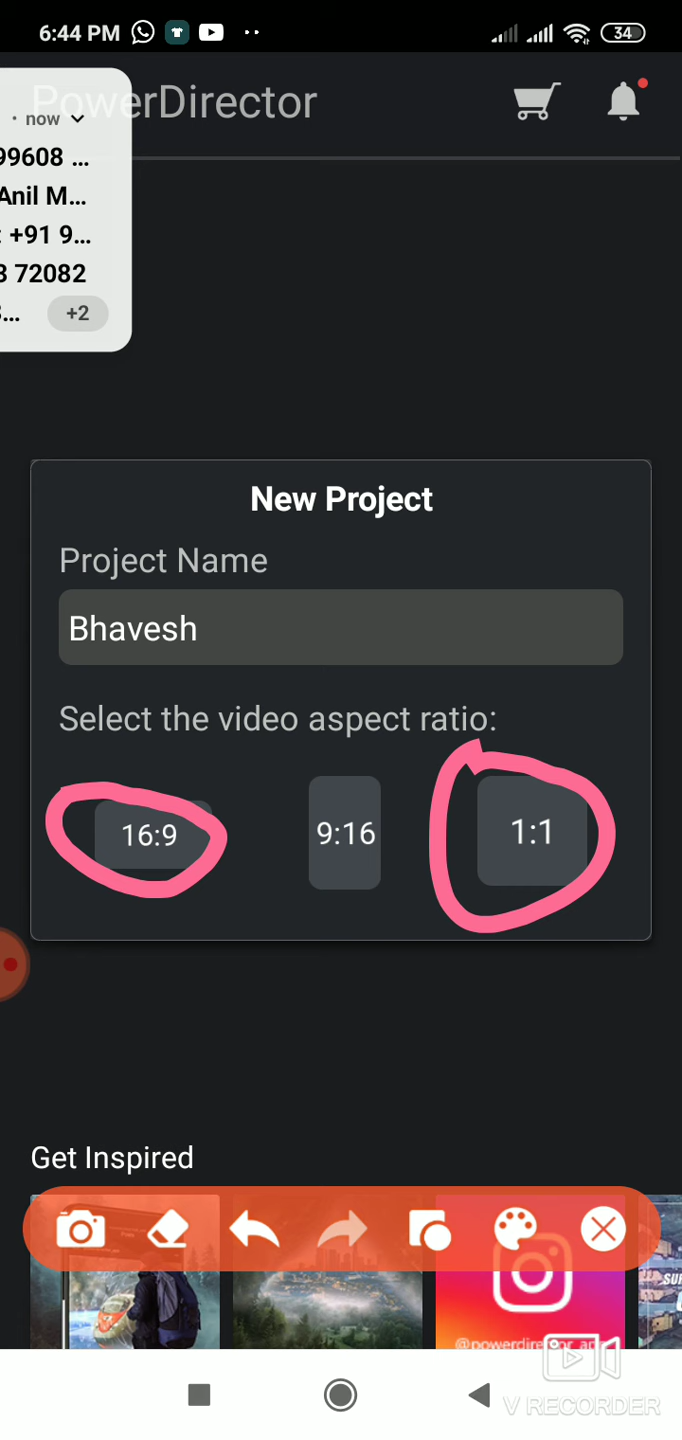 6:44 PM
34
PowerDirector
now
99608 ...
Anil M...
: +91 9...
72082
+2
New Project
Project Name
Bhavesh
Select the video aspect ratio:
16:9
9:16
1:1
Get Inspired
@powerdirector_app
V RECORDER